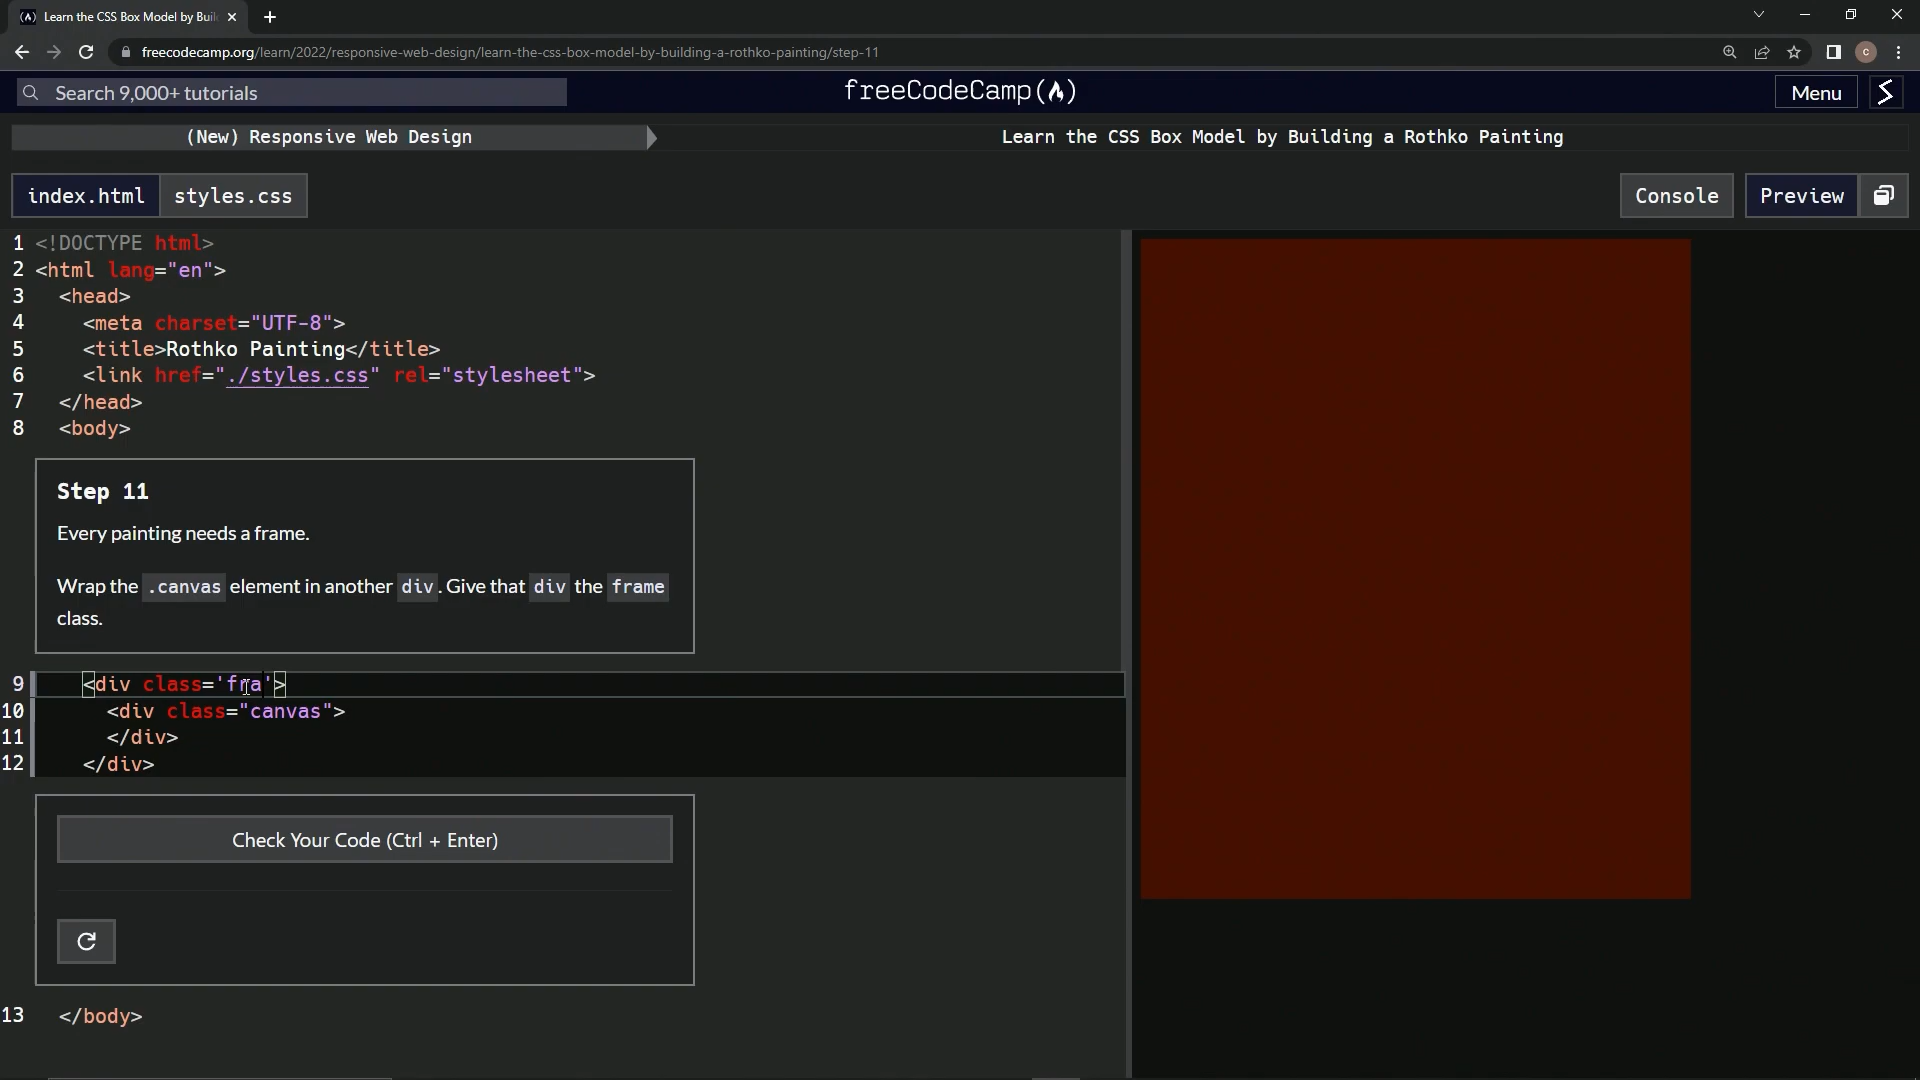 Learn the CSS Box Model by Buil
freecodecamp.org/learn/2022/responsive-web-design/learn-the-css-box-model-by-building-a-rothko-painting/step-11
C
Search 9,000+ tutorials
freeCodeCamp
Menu
(New) Responsive Web Design
Learn the CSS Box Model by Building a Rothko Painting
index.html
styles.css
Console
Preview
1 <!DOCTYPE html>
2 <html lang="en">
3 <head>
4 <meta charset="UTF-8">
5 <title>Rothko Painting</title>
6 <link href="./styles.css" rel="stylesheet">
7 </head>
8 <body>
Step 11
Every painting needs a frame.
Wrap the .canvas element in another div. Give that div the frame
class.
9 <div class='fra'>
10 <div class="canvas">
11 </div>
12 </div>
Check Your Code (Ctrl + Enter)
13 </body>